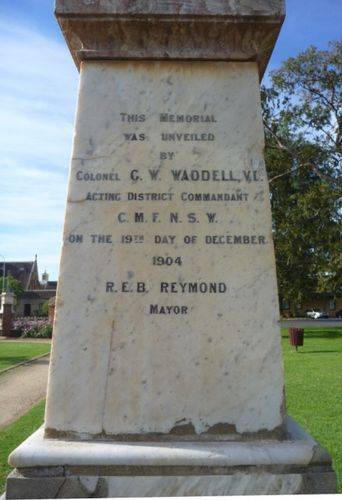 THIS MEMORIAL
WAS UNVEILED
BY
COLONEL G. W. WADDELL, V.D.
ACTING DISTRICT COMMANDANT
C. M. F. N. S. W.
ON THE 19TH DAY OF DECEMBER
1904
R. E. B. REYMOND
MAYOR